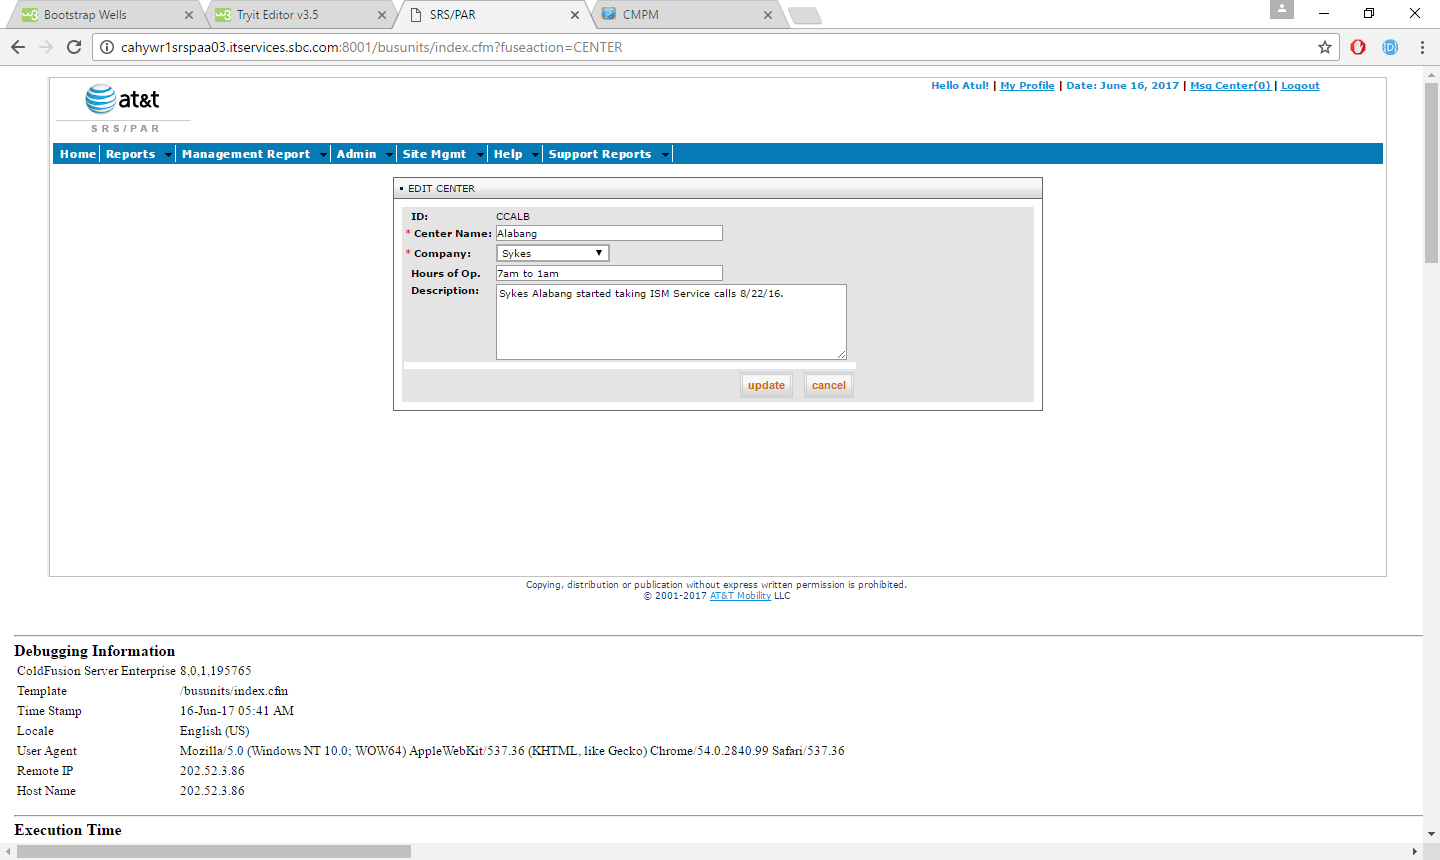 Bootstrap Wells
Tryit Editor v3.5
SRS/PAR
CMPM
cahywr1srspaa03.itservices.sbc.com:8001/busunits/index.cfm?fuseaction=CENTER
at&t
SRS/PAR
Hello Atul! | My Profile | Date: June 16, 2017 | Msg Center(0) | Logout
Home Reports Management Report Admin Site Mgmt Help Support Reports
EDIT CENTER
ID: CCALB
* Center Name: Alabang
* Company: Sykes
Hours of Op. 7am to 1am
Description: Sykes Alabang started taking ISM Service calls 8/22/16.
update cancel
Copying, distribution or publication without express written permission is prohibited.
© 2001-2017 AT&T Mobility LLC
Debugging Information
ColdFusion Server Enterprise 8,0,1,195765
Template /busunits/index.cfm
Time Stamp 16-Jun-17 05:41 AM
Locale English (US)
User Agent Mozilla/5.0 (Windows NT 10.0; WOW64) AppleWebKit/537.36 (KHTML, like Gecko) Chrome/54.0.2840.99 Safari/537.36
Remote IP 202.52.3.86
Host Name 202.52.3.86
Execution Time